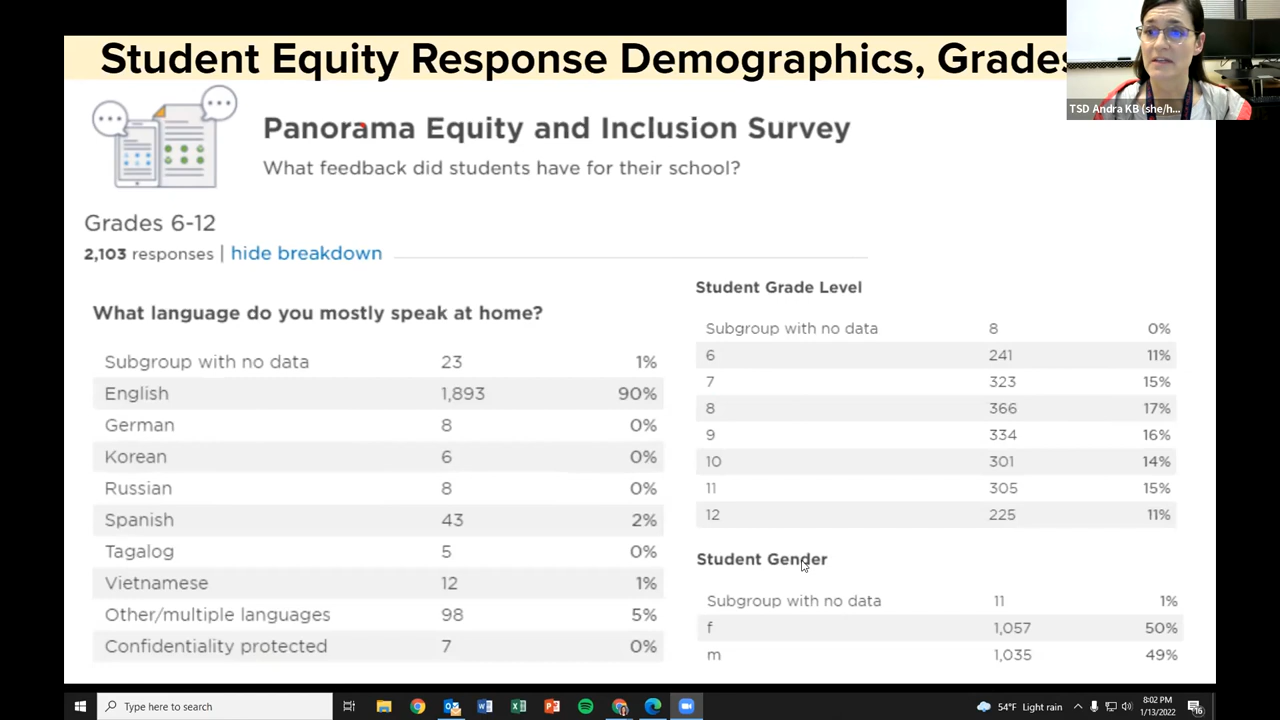 Student Equity Response Demographics, Grades
TSD Andra KB (she/h...
Panorama Equity and Inclusion Survey
What feedback did students have for their school?
Grades 6-12
2,103 responses | hide breakdown
What language do you mostly speak at home?
Subgroup with no data 23 1%
English 1,893 90%
German 8 0%
Korean 6 0%
Russian 8 0%
Spanish 43 2%
Tagalog 5 0%
Vietnamese 12 1%
Other/multiple languages 98 5%
Confidentiality protected 7 0%
Student Grade Level
Subgroup with no data 8 0%
6 241 11%
7 323 15%
8 366 17%
9 334 16%
10 301 14%
11 305 15%
12 225 11%
Student Gender
Subgroup with no data 11 1%
f 1,057 50%
m 1,035 49%
Type here to search
54°F Light rain
8:02 PM
1/13/2022